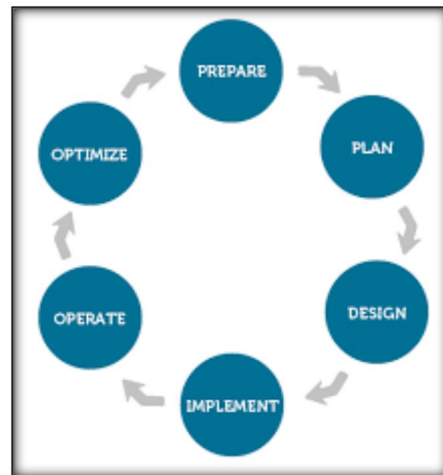 PREPARE
PLAN
DESIGN
IMPLEMENT
OPERATE
OPTIMIZE